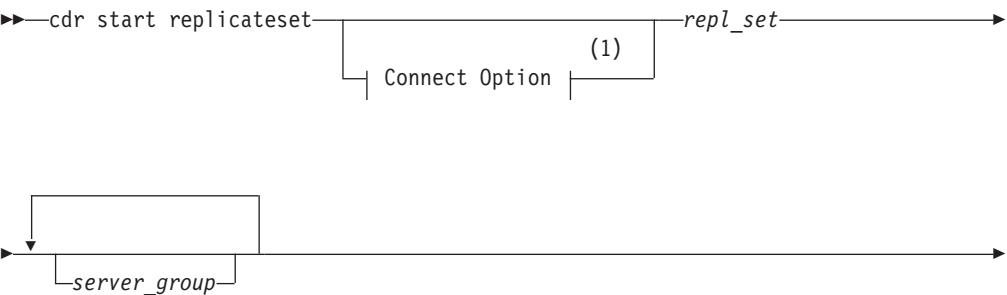 cdr start replicateset repl_set
(1)
Connect Option
server_group